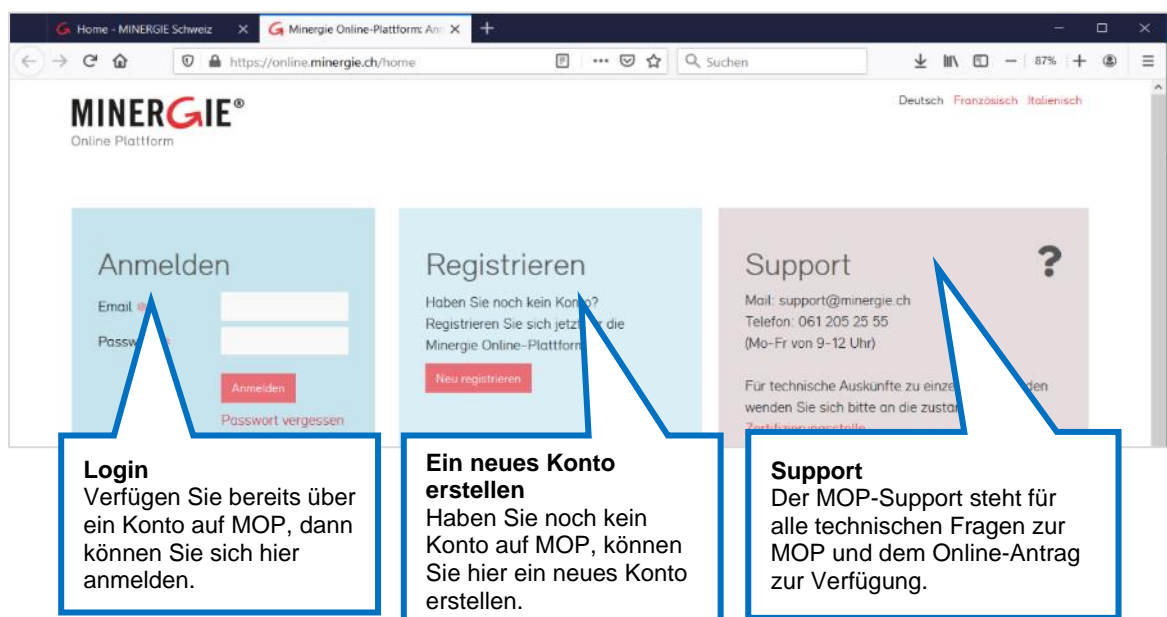 Home - MINERGIE Schweiz
Minergie Online-Plattform: Anm
https://online.minergie.ch/home
Suchen
87%
MINERGIE®
Online Plattform
Deutsch Französisch Italienisch
Anmelden
Email
Passw
Anmelden
Passwort vergessen
Registrieren
Haben Sie noch kein Konto?
Registrieren Sie sich jetzt die
Minergie Online-Plattform
Neu registrieren
Support
?
Mail: support@minergie.ch
Telefon: 061 205 25 55
(Mo-Fr von 9-12 Uhr)
Für technische Auskünfte zu einze den
wenden Sie sich bitte an die zustä
Zertifizierungsstelle
Login
Verfügen Sie bereits über
ein Konto auf MOP, dann
können Sie sich hier
anmelden.
Ein neues Konto
erstellen
Haben Sie noch kein
Konto auf MOP, können
Sie hier ein neues Konto
erstellen.
Support
Der MOP-Support steht für
alle technischen Fragen zur
MOP und dem Online-Antrag
zur Verfügung.